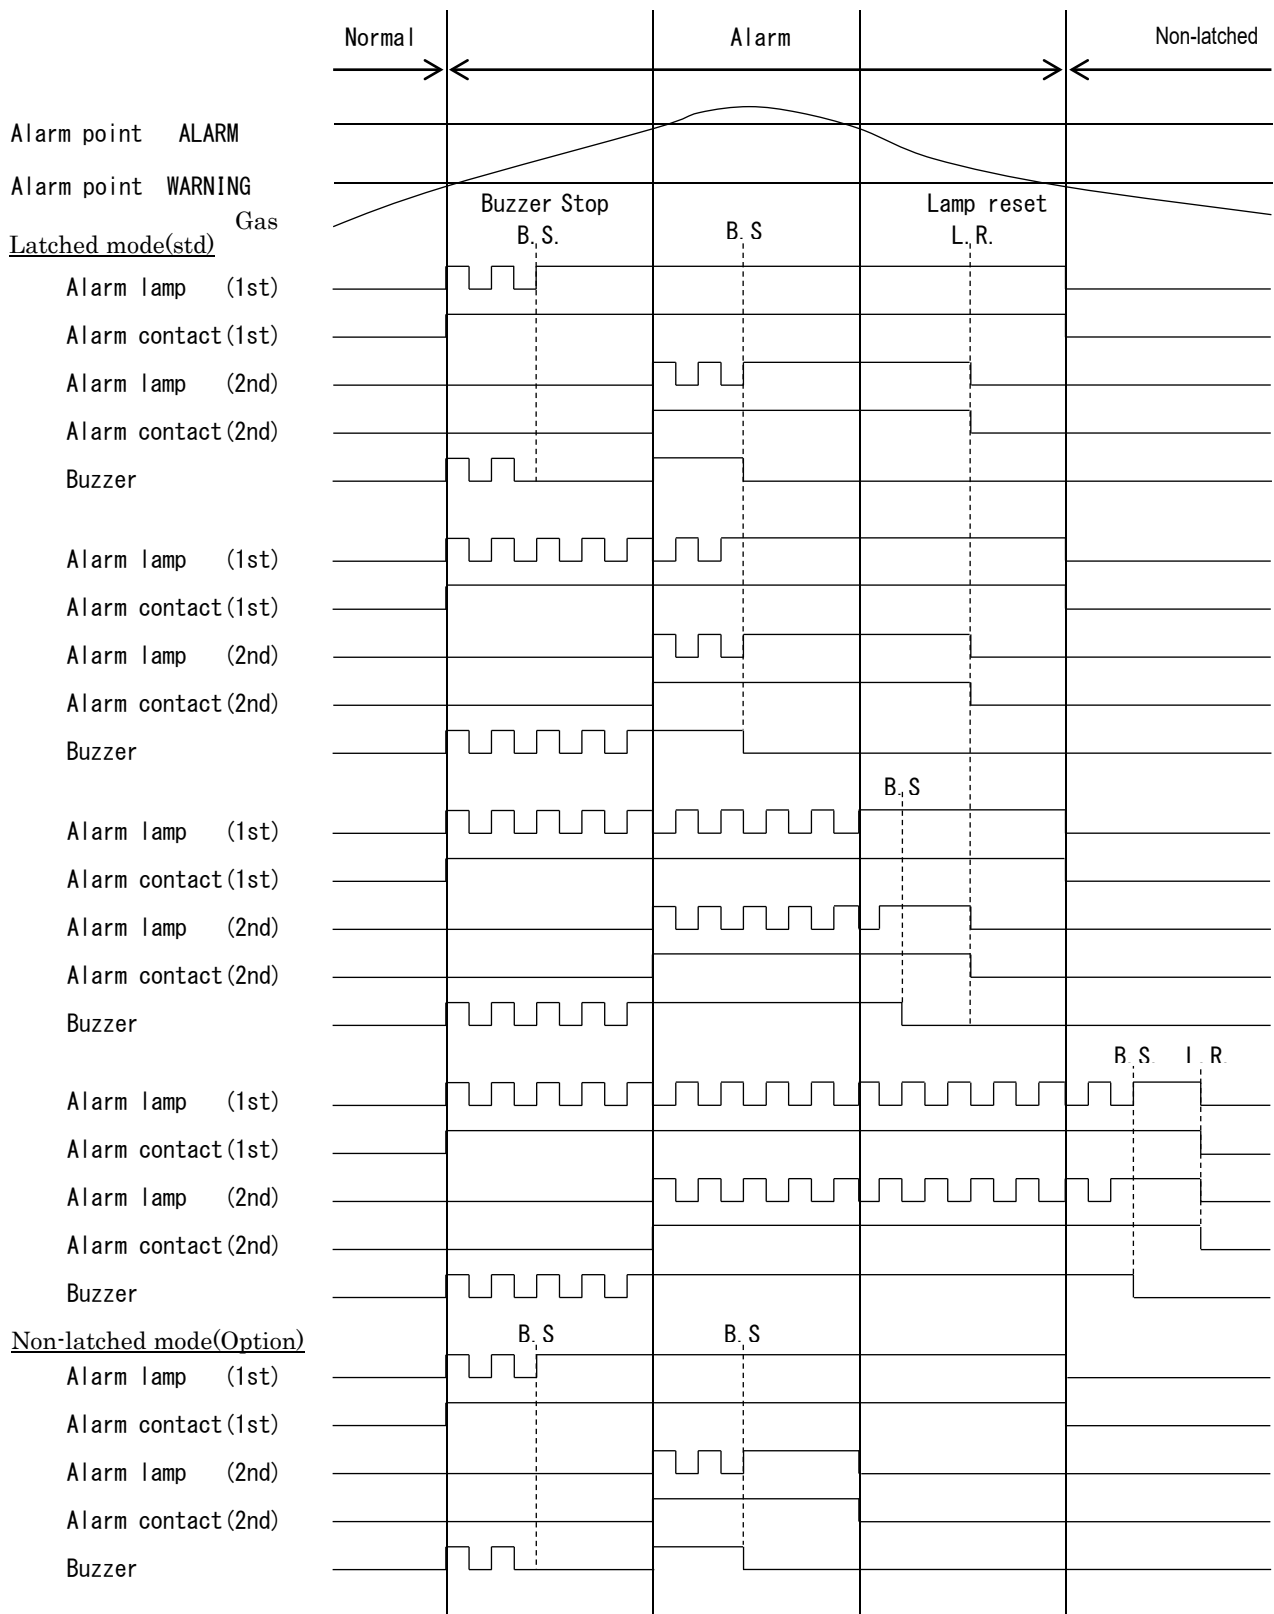 Normal Alarm Non-latched
Alarm point ALARM
Alarm point WARNING
Buzzer Stop Lamp reset
Gas
B.S. B.S L.R.
Latched mode(std)
Alarm lamp (1st)
Alarm contact(1st)
Alarm lamp (2nd)
Alarm contact(2nd)
Buzzer
Alarm lamp (1st)
Alarm contact(1st)
Alarm lamp (2nd)
Alarm contact(2nd)
Buzzer
B.S
Alarm lamp (1st)
Alarm contact(1st)
Alarm lamp (2nd)
Alarm contact(2nd)
Buzzer
B.S. L.R.
Alarm lamp (1st)
Alarm contact(1st)
Alarm lamp (2nd)
Alarm contact(2nd)
Buzzer
Non-latched mode(Option) B.S B.S
Alarm lamp (1st)
Alarm contact(1st)
Alarm lamp (2nd)
Alarm contact(2nd)
Buzzer